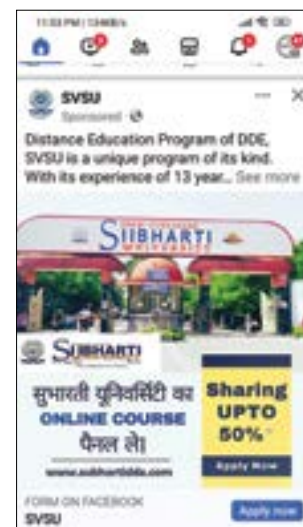 SVSU
Sponsored
Distance Education Program of DDE,
SVSU is a unique program of its kind.
With its experience of 13 year... See more
SUBHARTI
UNIVERSITY
SUBHARTI
सुभारती यूनिवर्सिटी का
ONLINE COURSE
पैनल ले।
www.subhartidde.com
Sharing
UPTO
50%*
Apply Now
FORM ON FACEBOOK
SVSU
Apply now